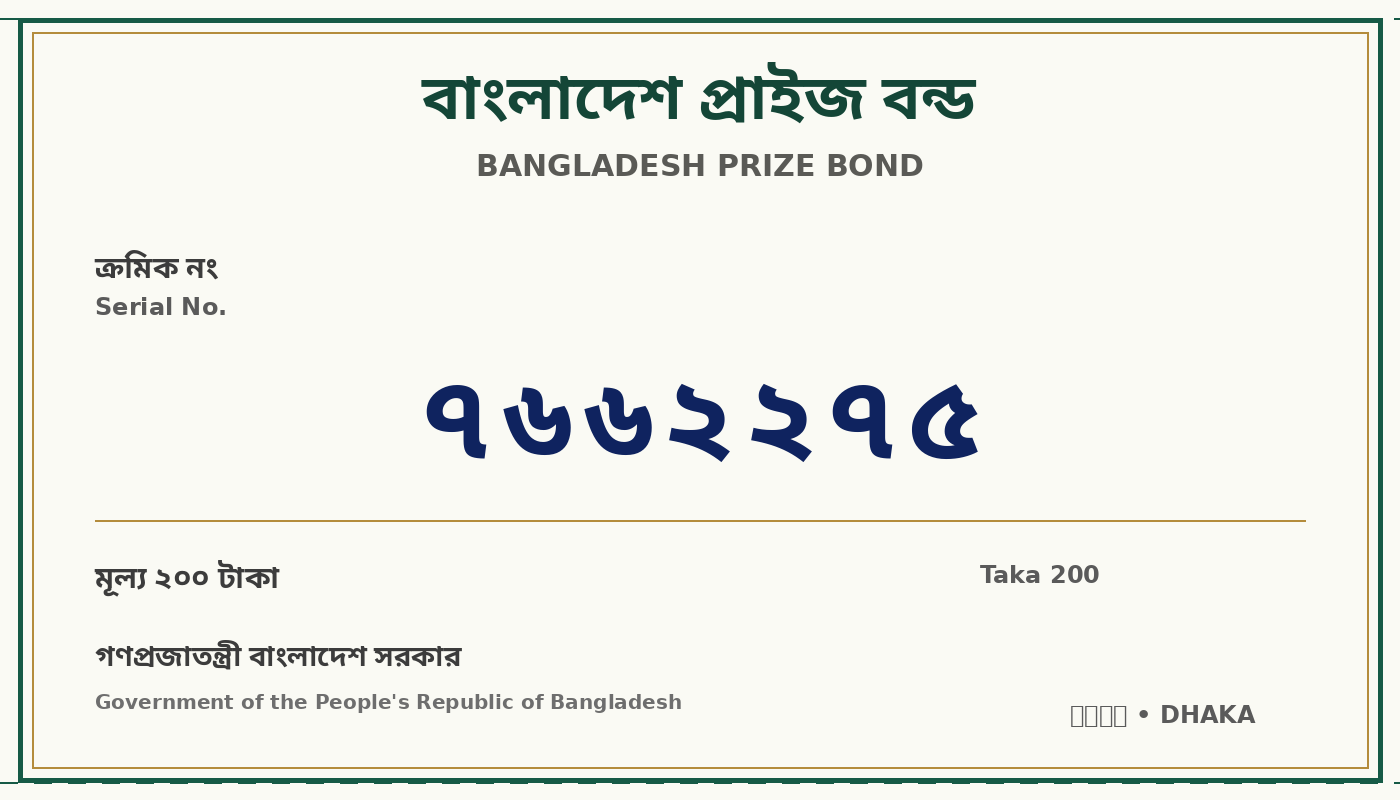 বাংলাদেশ প্রাইজ বন্ড
BANGLADESH PRIZE BOND
ক্রমিক নং
Serial No.
৭৬৬২২৭৫
মূল্য ২০০ টাকা
Taka 200
গণপ্রজাতন্ত্রী বাংলাদেশ সরকার
Government of the People's Republic of Bangladesh
• DHAKA